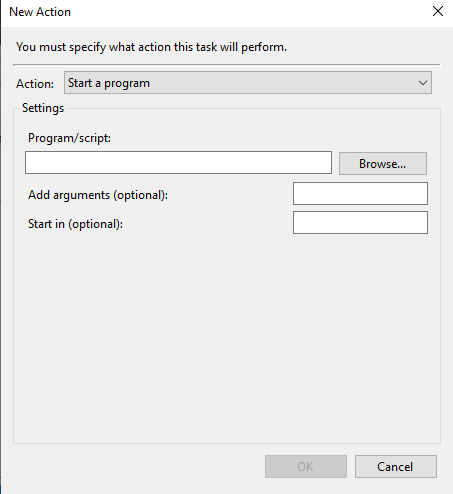 New Action
You must specify what action this task will perform.
Action: Start a program
Settings
Program/script:
Browse...
Add arguments (optional):
Start in (optional):
OK Cancel